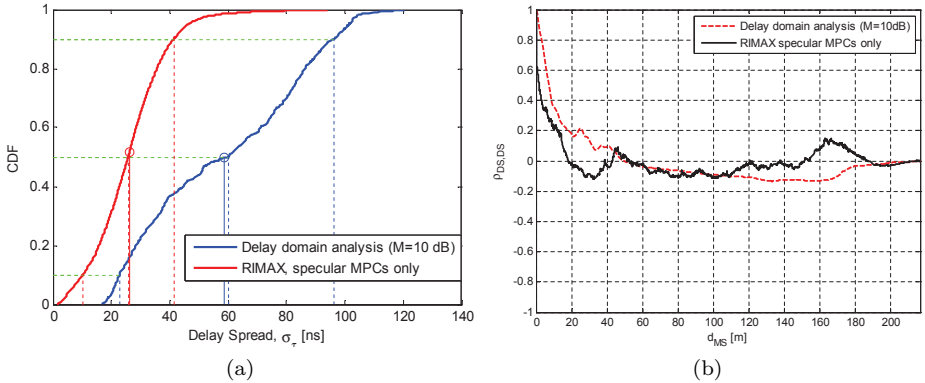 1
0.8
0.6
0.4
0.2
0
CDF
0 20 40 60 80 100 120 140
Delay Spread, στ [ns]
Delay domain analysis (M=10 dB)
RIMAX, specular MPCs only
(a)
1
0.8
0.6
0.4
0.2
0
-0.2
-0.4
-0.6
-0.8
-1
ρDS,DS
0 20 40 60 80 100 120 140 160 180 200
dMS [m]
Delay domain analysis (M=10dB)
RIMAX specular MPCs only
(b)